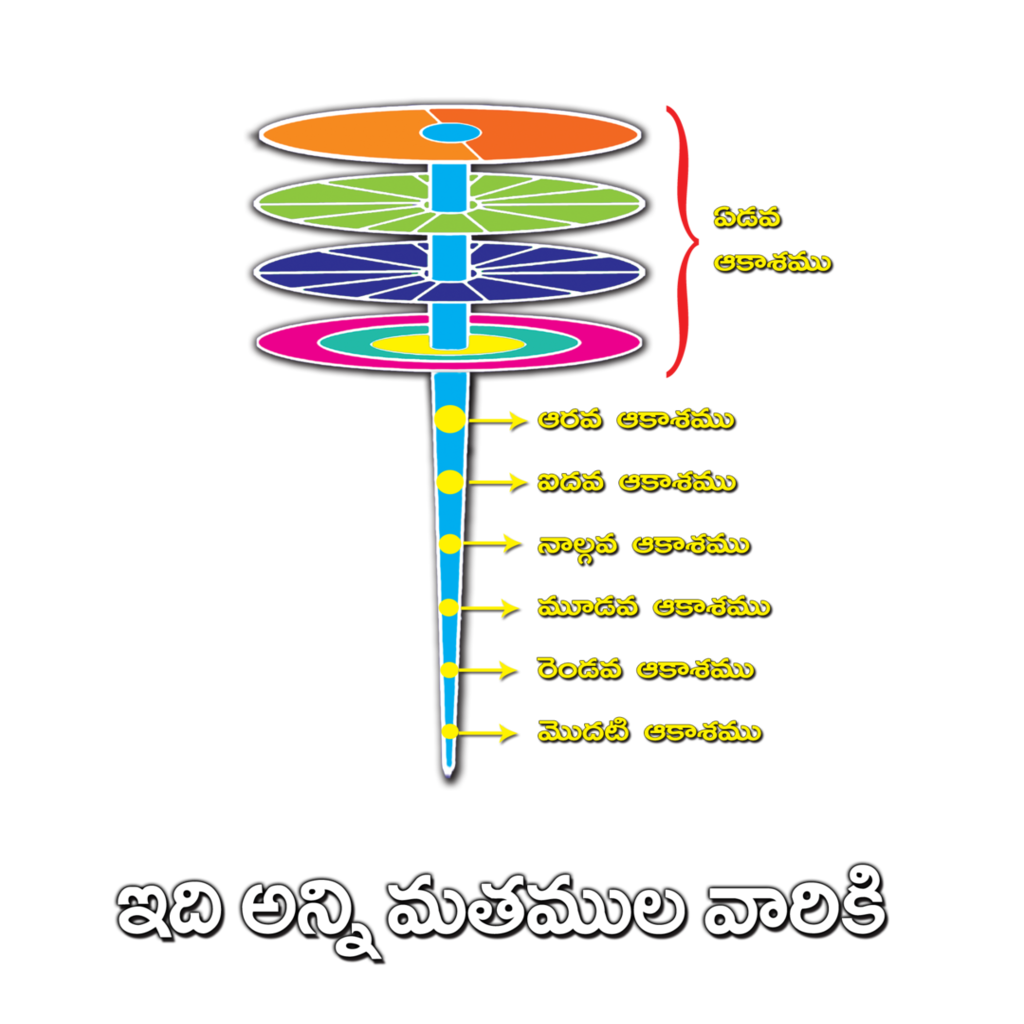 ఏడవ
ఆకాశము
ఆరవ ఆకాశము
ఐదవ ఆకాశము
నాల్గవ ఆకాశము
మూడవ ఆకాశము
రెండవ ఆకాశము
మొదటి ఆకాశము
ఇది అన్ని మతముల వారికి